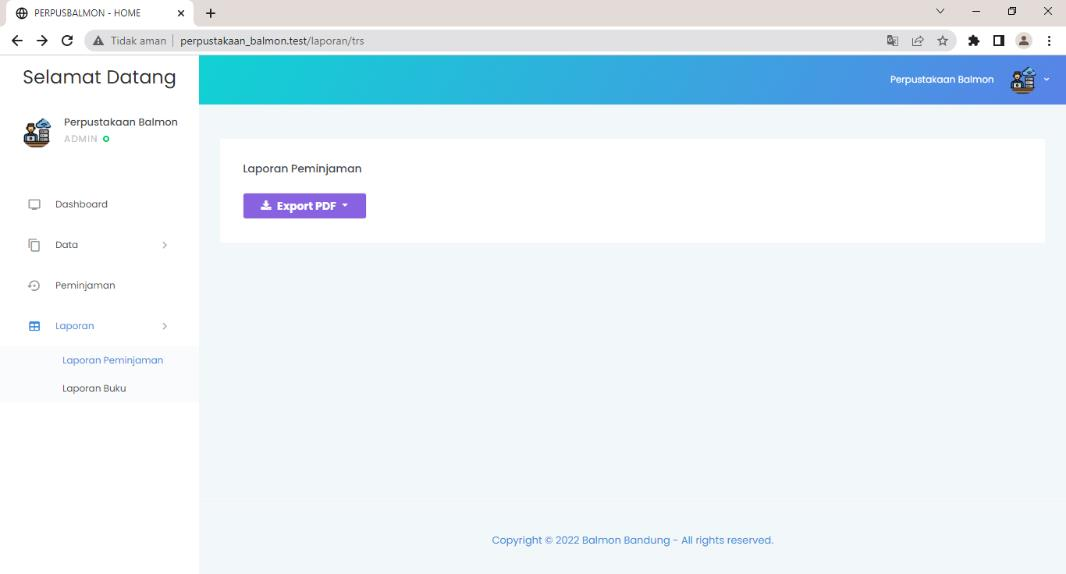 PERPUSBALMON - HOME
Tidak aman
perpustakaan_balmon.test/laporan/trs
Selamat Datang
Perpustakaan Balmon
Perpustakaan Balmon
ADMIN
Dashboard
Data
Peminjaman
Laporan
Laporan Peminjaman
Laporan Buku
Laporan Peminjaman
Export PDF
Copyright © 2022 Balmon Bandung - All rights reserved.